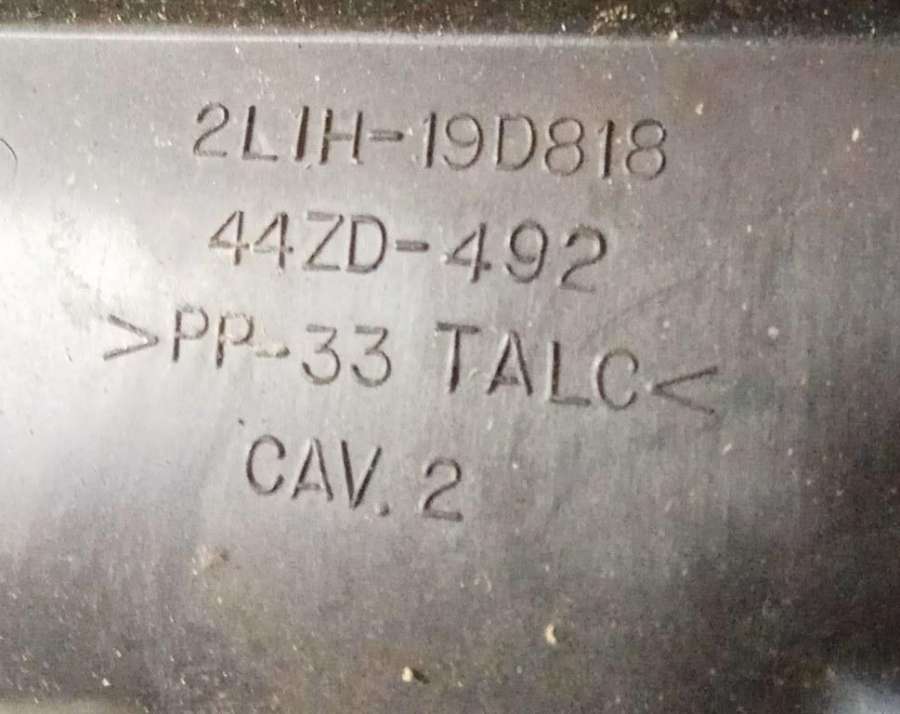 2L1H-19D818
44ZD-492
>PP-33 TALC<
CAV. 2